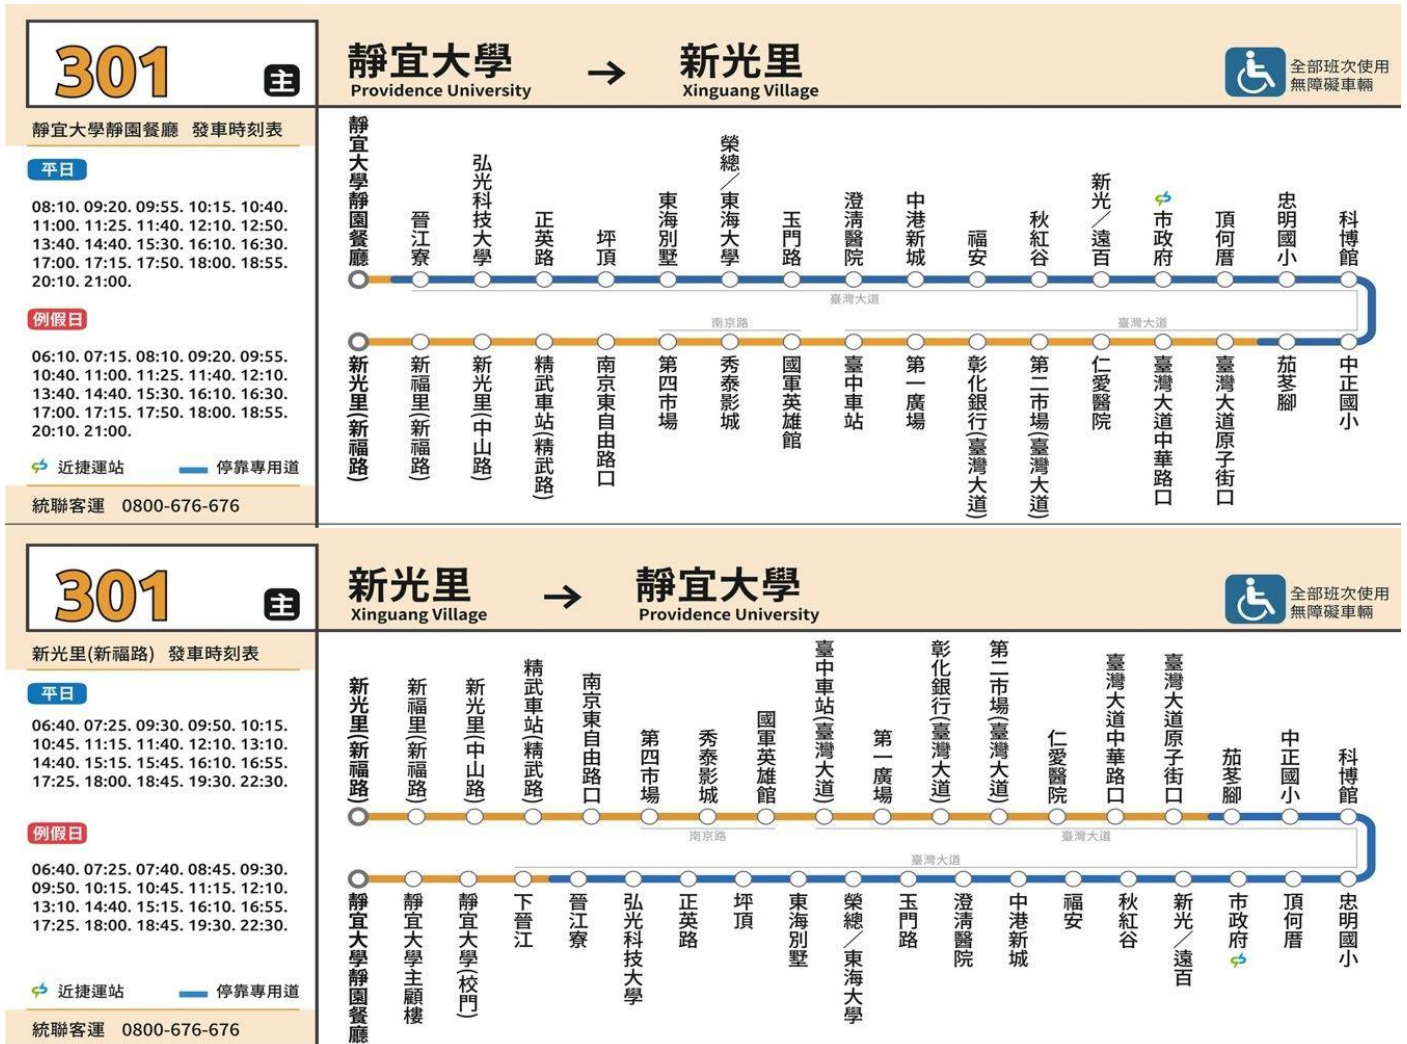 301 主
靜宜大學 → 新光里
Providence University Xinguang Village
全部班次使用
無障礙車輛
靜宜大學靜園餐廳 發車時刻表
平日
08:10. 09:20. 09:55. 10:15. 10:40.
11:00. 11:25. 11:40. 12:10. 12:50.
13:40. 14:40. 15:30. 16:10. 16:30.
17:00. 17:15. 17:50. 18:00. 18:55.
20:10. 21:00.
例假日
06:10. 07:15. 08:10. 09:20. 09:55.
10:40. 11:00. 11:25. 11:40. 12:10.
13:40. 14:40. 15:30. 16:10. 16:30.
17:00. 17:15. 17:50. 18:00. 18:55.
20:10. 21:00.
近捷運站 停靠專用道
統聯客運 0800-676-676
靜宜大學靜園餐廳
晉江寮
弘光科技大學
正英路
坪頂
東海別墅
榮總／東海大學
玉門路
澄清醫院
中港新城
福安
秋紅谷
新光／遠百
市政府
頂何厝
忠明國小
科博館
臺灣大道
南京路
臺灣大道
新光里(新福路)
新福里(新福路)
新光里(中山路)
精武車站(精武路)
南京東自由路口
第四市場
秀泰影城
國軍英雄館
臺中車站
第一廣場
彰化銀行(臺灣大道)
第二市場(臺灣大道)
仁愛醫院
臺灣大道中華路口
臺灣大道原子街口
茄苳腳
中正國小
301 主
新光里 → 靜宜大學
Xinguang Village Providence University
全部班次使用
無障礙車輛
新光里(新福路) 發車時刻表
平日
06:40. 07:25. 09:30. 09:50. 10:15.
10:45. 11:15. 11:40. 12:10. 13:10.
14:40. 15:15. 15:45. 16:10. 16:55.
17:25. 18:00. 18:45. 19:30. 22:30.
例假日
06:40. 07:25. 07:40. 08:45. 09:30.
09:50. 10:15. 10:45. 11:15. 12:10.
13:10. 14:40. 15:15. 16:10. 16:55.
17:25. 18:00. 18:45. 19:30. 22:30.
近捷運站 停靠專用道
統聯客運 0800-676-676
新光里(新福路)
新福里(新福路)
新光里(中山路)
精武車站(精武路)
南京東自由路口
第四市場
秀泰影城
國軍英雄館
臺中車站(臺灣大道)
第一廣場
彰化銀行(臺灣大道)
第二市場(臺灣大道)
仁愛醫院
臺灣大道中華路口
臺灣大道原子街口
茄苳腳
中正國小
科博館
南京路
臺灣大道
臺灣大道
靜宜大學靜園餐廳
靜宜大學主顧樓
靜宜大學(校門)
下晉江
晉江寮
弘光科技大學
正英路
坪頂
東海別墅
榮總／東海大學
玉門路
澄清醫院
中港新城
福安
秋紅谷
新光／遠百
市政府
頂何厝
忠明國小